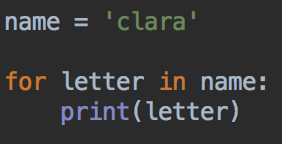 name = 'clara'
for letter in name:
    print(letter)